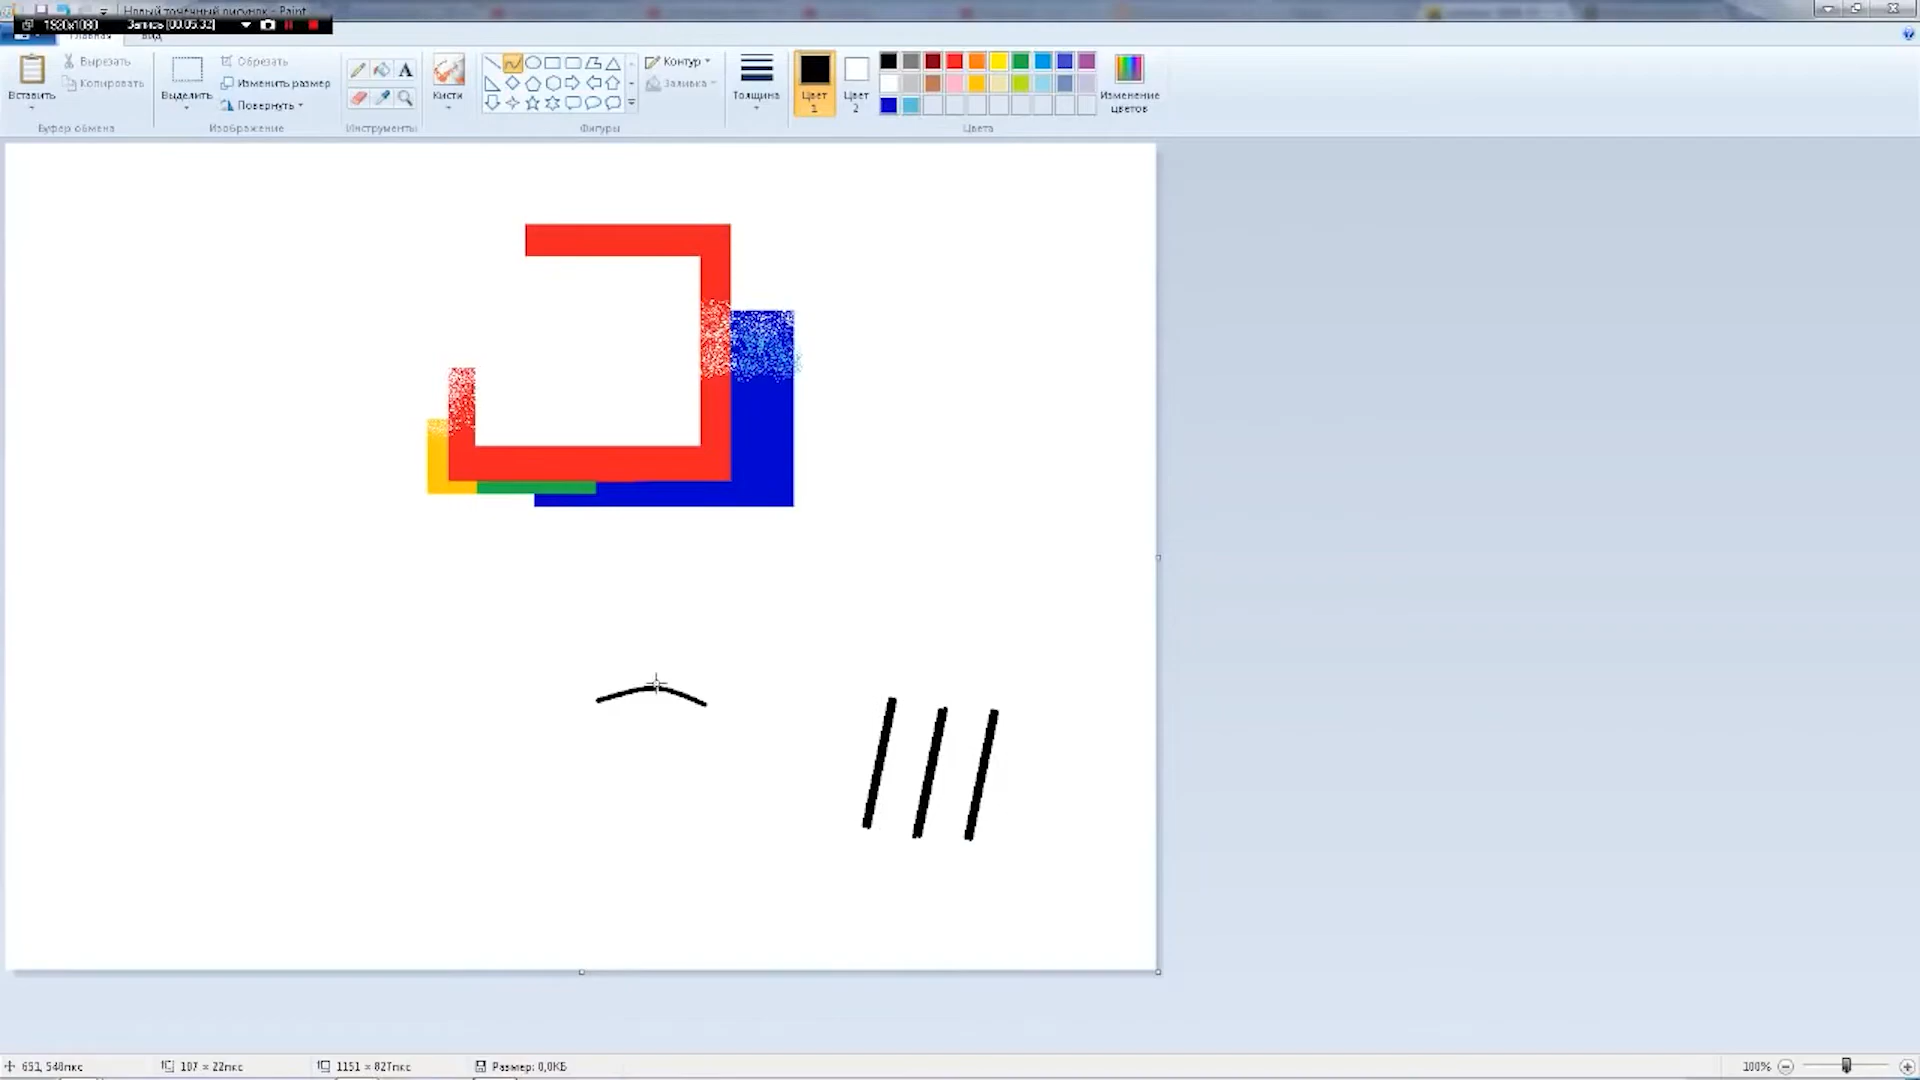 Новый точечный рисунок - Paint
1920x1080 Запись [00:05:32]
Главная Вид
Вставить
Вырезать
Копировать
Буфер обмена
Выделить
Обрезать
Изменить размер
Повернуть
Изображение
Инструменты
Кисти
Фигуры
Контур
Заливка
Толщина
Цвет 1
Цвет 2
Цвета
Изменение цветов
651, 540пкс 107 × 22пкс 1151 × 827пкс Размер: 0,0КБ 100%